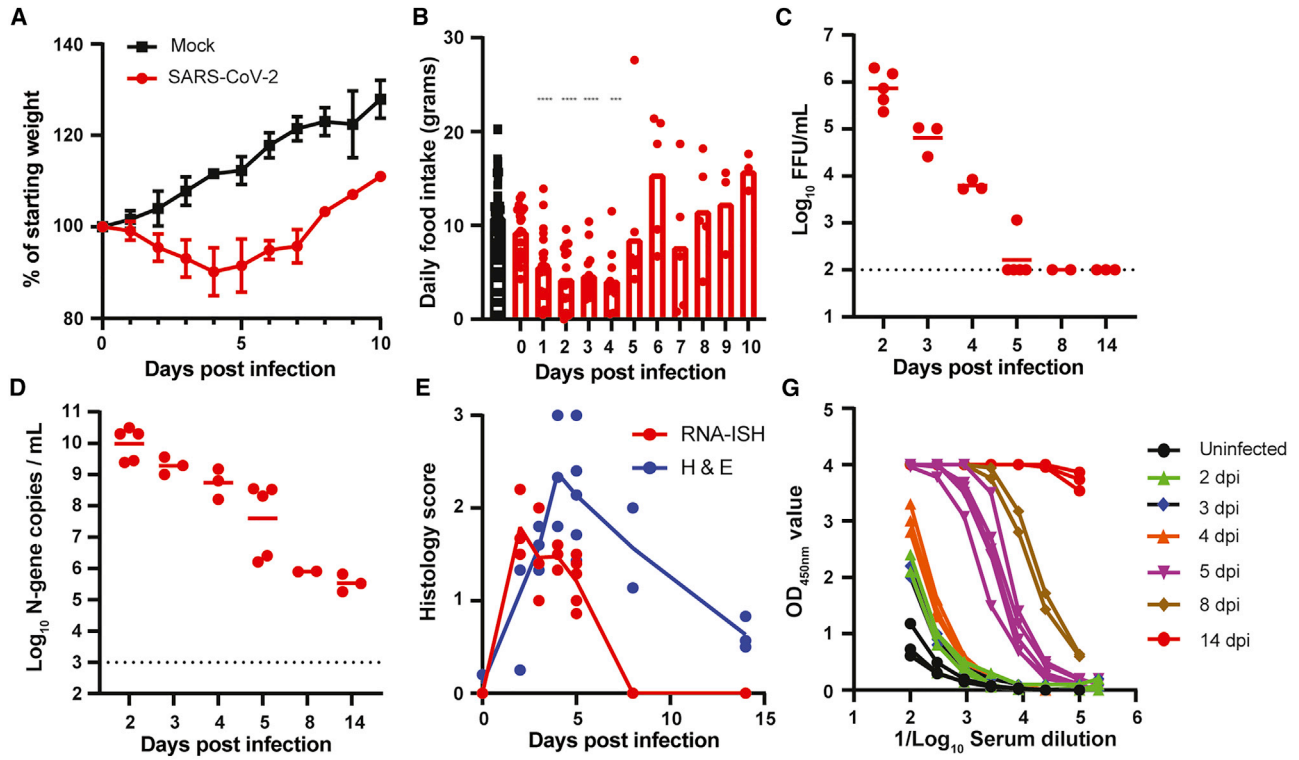 A
140
120
100
80
% of starting weight
Mock
SARS-CoV-2
0
5
10
Days post infection
B
30
20
10
0
Daily food intake (grams)
**** **** **** ***
0 1 2 3 4 5 6 7 8 9 10
Days post infection
C
7
6
5
4
3
2
1
Log10 FFU/mL
2 3 4 5 8 14
Days post infection
D
11
10
9
8
7
6
5
4
3
2
Log10 N-gene copies / mL
2 3 4 5 8 14
Days post infection
E
3
2
1
0
Histology score
RNA-ISH
H & E
0 5 10 15
Days post infection
G
5
4
3
2
1
0
OD450nm value
1 2 3 4 5 6
1/Log10 Serum dilution
Uninfected
2 dpi
3 dpi
4 dpi
5 dpi
8 dpi
14 dpi